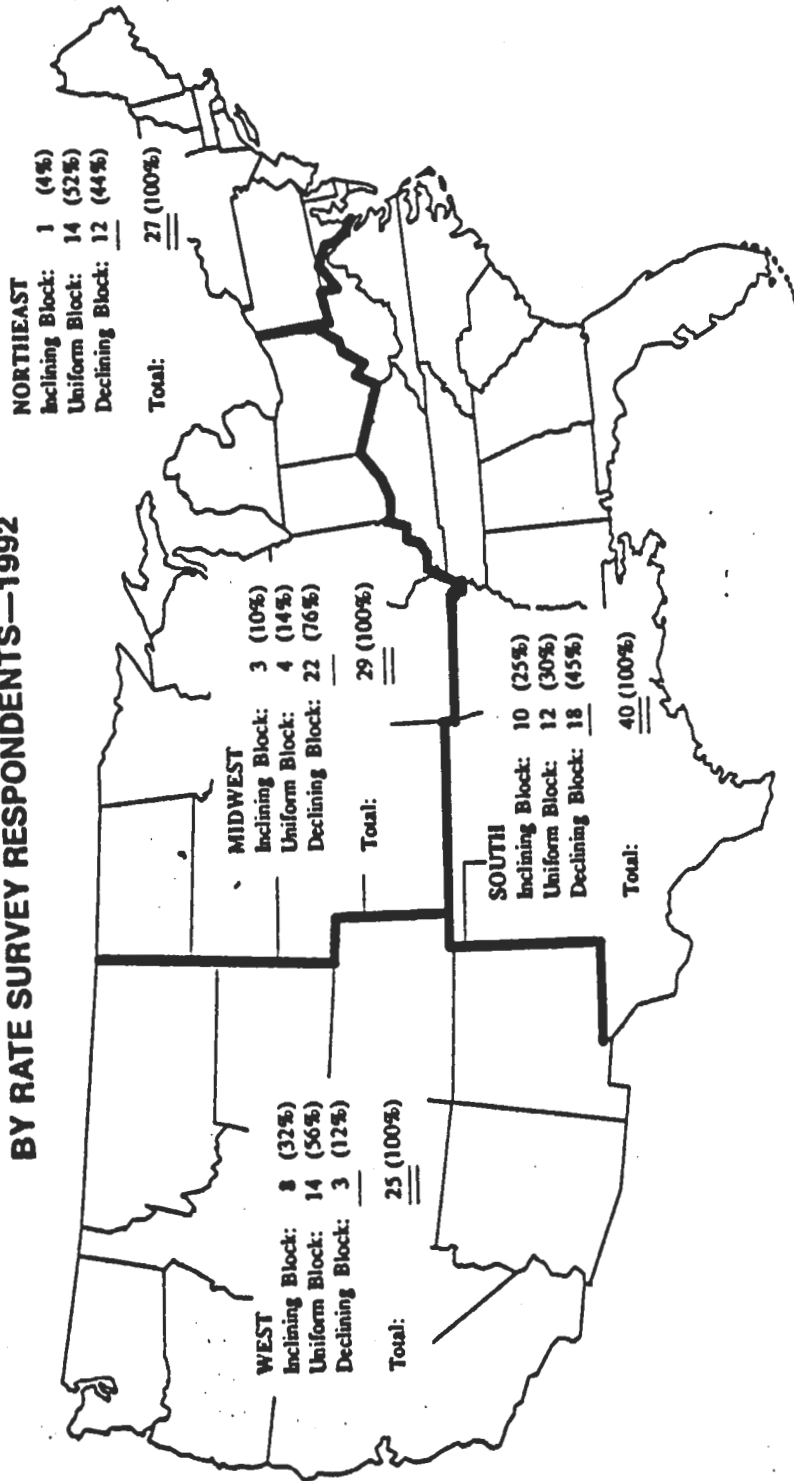 BY RATE SURVEY RESPONDENTS—1992
NORTHEAST
Inclining Block: 1 (4%)
Uniform Block: 14 (52%)
Declining Block: 12 (44%)
Total: 27 (100%)
MIDWEST
Inclining Block: 3 (10%)
Uniform Block: 4 (14%)
Declining Block: 22 (76%)
Total: 29 (100%)
WEST
Inclining Block: 8 (32%)
Uniform Block: 14 (56%)
Declining Block: 3 (12%)
Total: 25 (100%)
SOUTH
Inclining Block: 10 (25%)
Uniform Block: 12 (30%)
Declining Block: 18 (45%)
Total: 40 (100%)